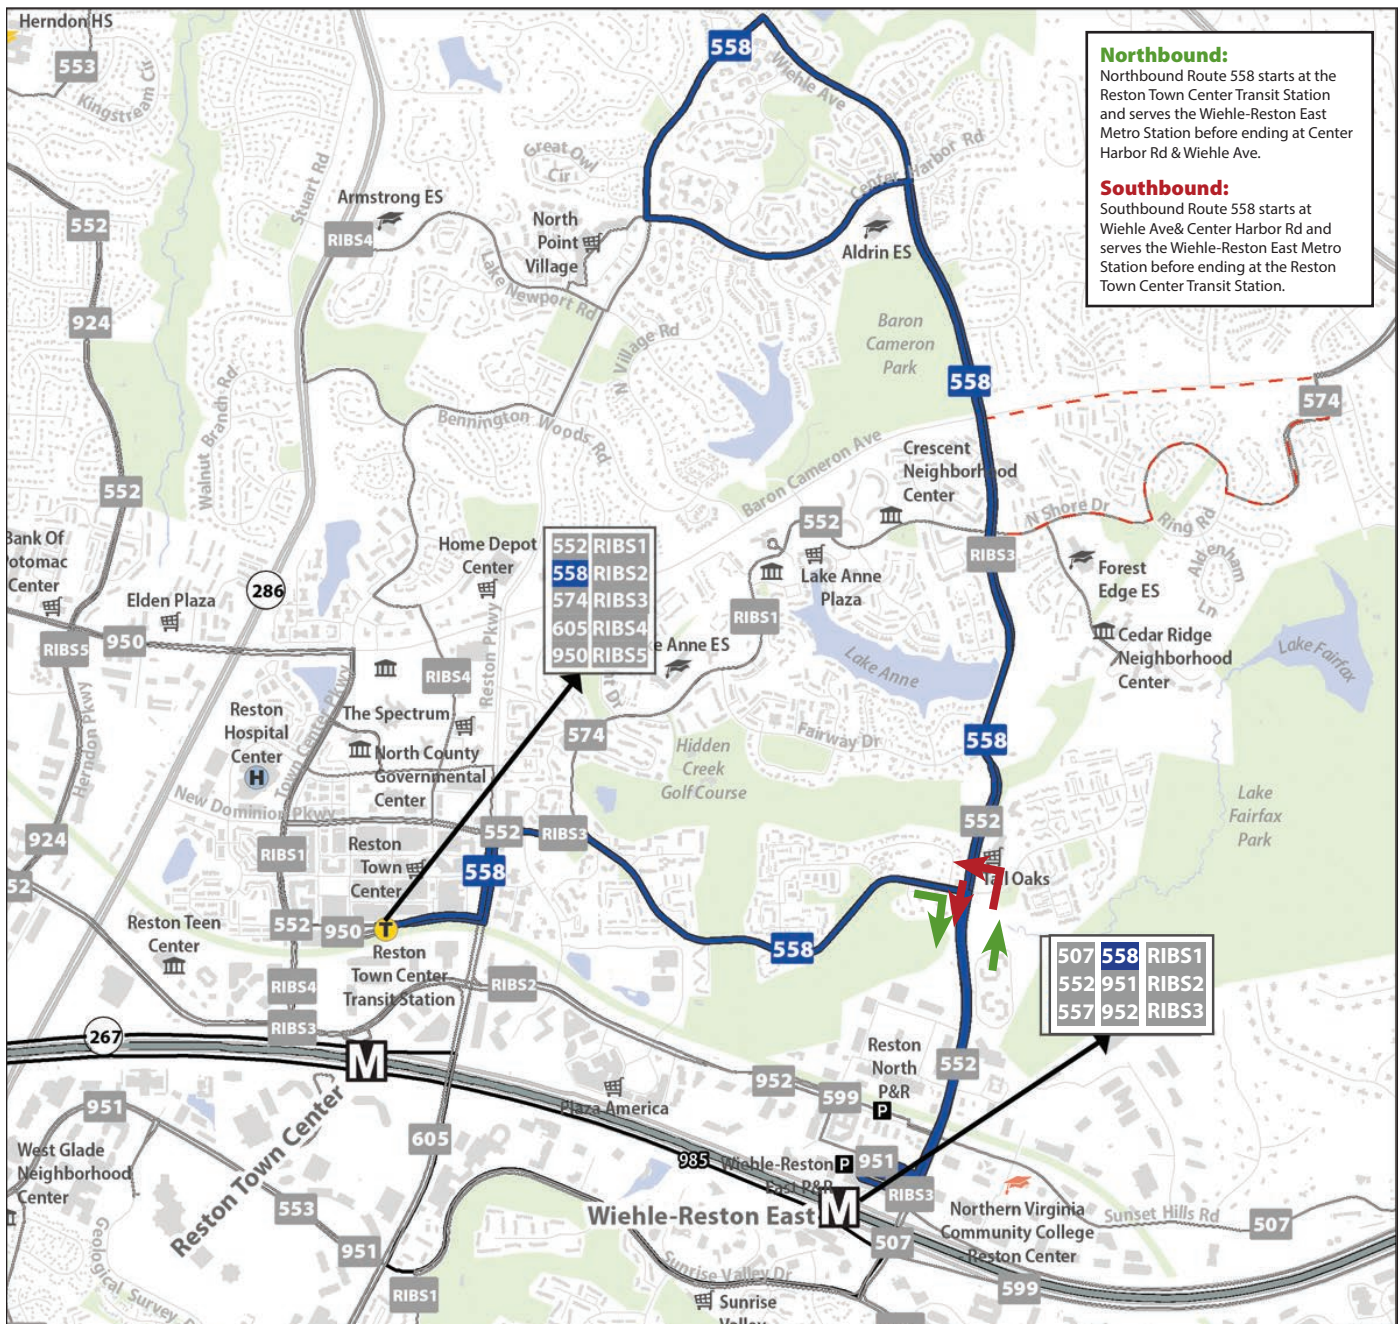 Herndon HS
553
Kingstream Cir
558
Wiehle Ave
Northbound:
Northbound Route 558 starts at the
Reston Town Center Transit Station
and serves the Wiehle-Reston East
Metro Station before ending at Center
Harbor Rd & Wiehle Ave.
Southbound:
Southbound Route 558 starts at
Wiehle Ave& Center Harbor Rd and
serves the Wiehle-Reston East Metro
Station before ending at the Reston
Town Center Transit Station.
Great Owl
Cir
Center Harbor Rd
Stuart Rd
Armstrong ES
552
RIBS4
North
Point
Village
Aldrin ES
Lake Newport Rd
924
N Village Rd
Baron
Cameron
Park
558
574
Walnut Branch Rd
Bennington Woods Rd
Baron Cameron Ave
Crescent
Neighborhood
Center
552
552
N Shore Dr
Ring Rd
Aldenham
Ln
Bank Of
Potomac
Center
Home Depot
Center
552 RIBS1
558 RIBS2
574 RIBS3
605 RIBS4
950 RIBS5
RIBS3
Lake Anne
Plaza
Forest
Edge ES
286
Elden Plaza
RIBS1
950
RIBS5
Cedar Ridge
Neighborhood
Center
Lake Fairfax
Lake Anne
RIBS4
Reston Pkwy
Herndon Pkwy
Town Center Pkwy
Reston
Hospital
Center
H
The Spectrum
North County
Governmental
Center
574
Hidden
Creek
Golf Course
Fairway Dr
558
Lake
Fairfax
Park
New Dominion Pkwy
924
552
RIBS3
552
RIBS1
Reston
Town
Center
558
Reston Teen
Center
552
950
T
Reston
Town Center
Transit Station
558
507 558 RIBS1
552 951 RIBS2
557 952 RIBS3
RIBS4
RIBS2
RIBS3
267
M
Reston
North
P&R
P
552
952
599
Plaza America
951
605
985
Wiehle-Reston
East P&R
P
951
RIBS3
West Glade
Neighborhood
Center
Reston Town Center
553
Wiehle-Reston East
M
Northern Virginia
Community College
Reston Center
Sunset Hills Rd
507
951
507
Geological Survey
RIBS1
Sunrise Valley Dr
599
Sunrise
Valley